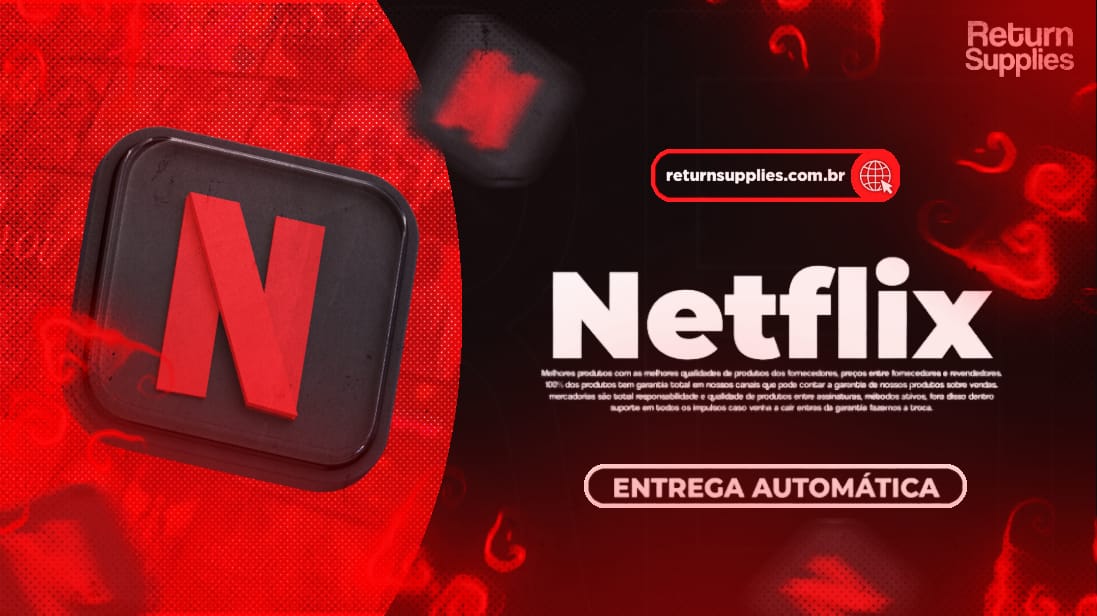 Return
Supplies
returnsupplies.com.br
N
Netflix
Melhores produtos com as melhores qualidades de produtos dos fornecedores, preços entre fornecedores e revendedores.
100% dos produtos tem garantia total em nossos canais que pode contar a garantia de nossos produtos sobre vendas,
mercadorias são total responsabilidade e qualidade de produtos entre assinaturas, métodos ativos, fora disso dentro
suporte em todos os impulsos caso venha a cair entras da garantia fazemos a troca.
ENTREGA AUTOMÁTICA